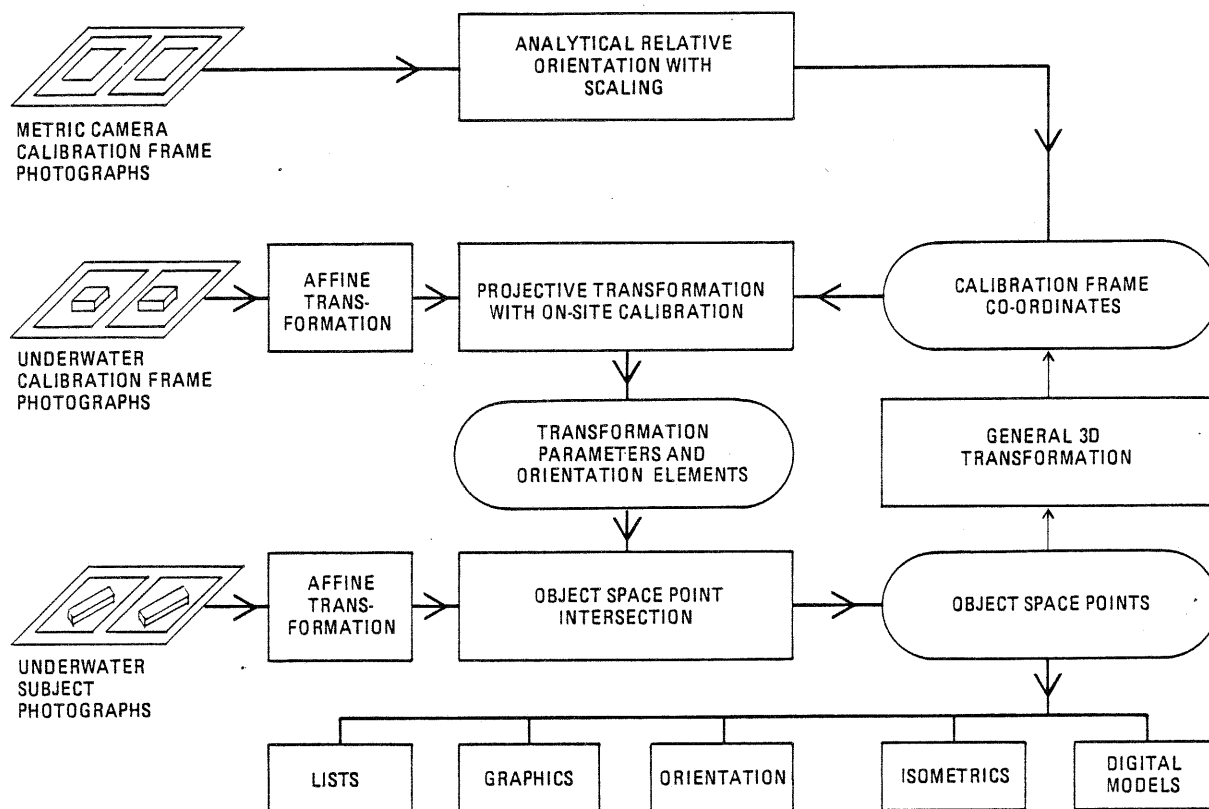 ANALYTICAL RELATIVE
ORIENTATION WITH
SCALING
METRIC CAMERA
CALIBRATION FRAME
PHOTOGRAPHS
AFFINE
TRANS-
FORMATION
PROJECTIVE TRANSFORMATION
WITH ON-SITE CALIBRATION
CALIBRATION FRAME
CO-ORDINATES
UNDERWATER
CALIBRATION FRAME
PHOTOGRAPHS
TRANSFORMATION
PARAMETERS AND
ORIENTATION ELEMENTS
GENERAL 3D
TRANSFORMATION
AFFINE
TRANS-
FORMATION
OBJECT SPACE POINT
INTERSECTION
OBJECT SPACE POINTS
UNDERWATER
SUBJECT
PHOTOGRAPHS
LISTS
GRAPHICS
ORIENTATION
ISOMETRICS
DIGITAL
MODELS